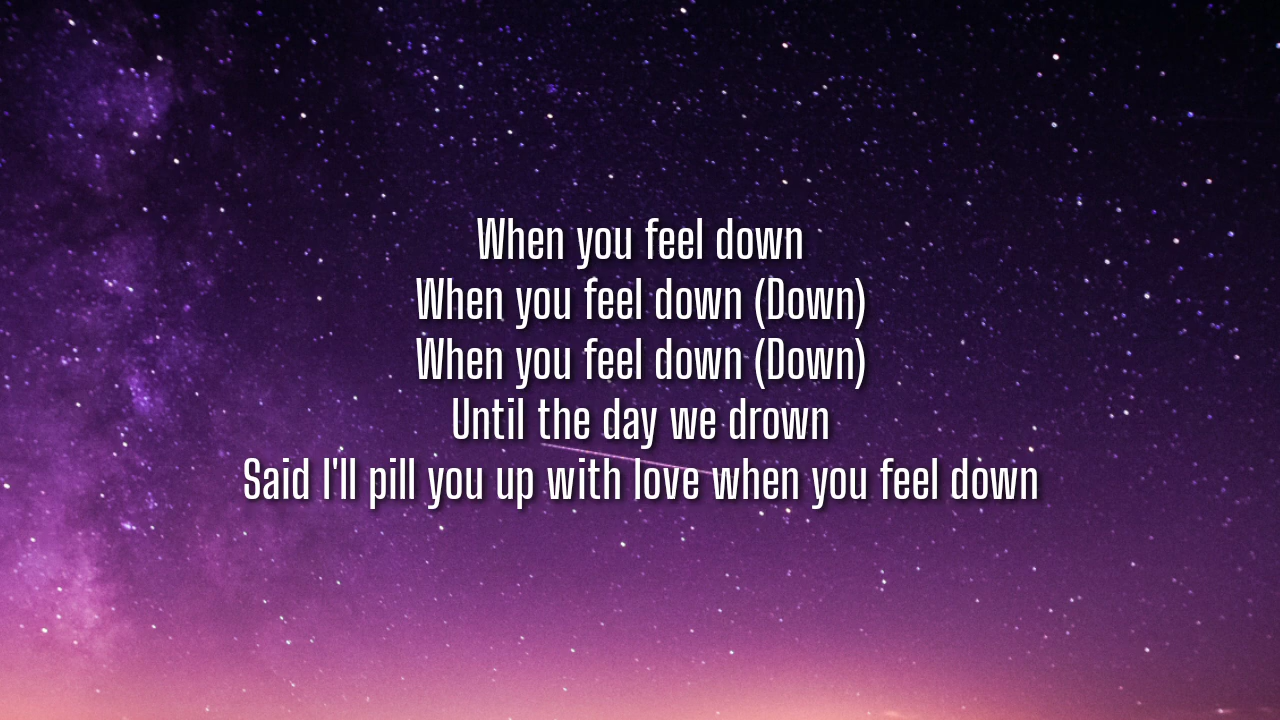 When you feel down
When you feel down (Down)
When you feel down (Down)
Until the day we drown
Said I'll pill you up with love when you feel down